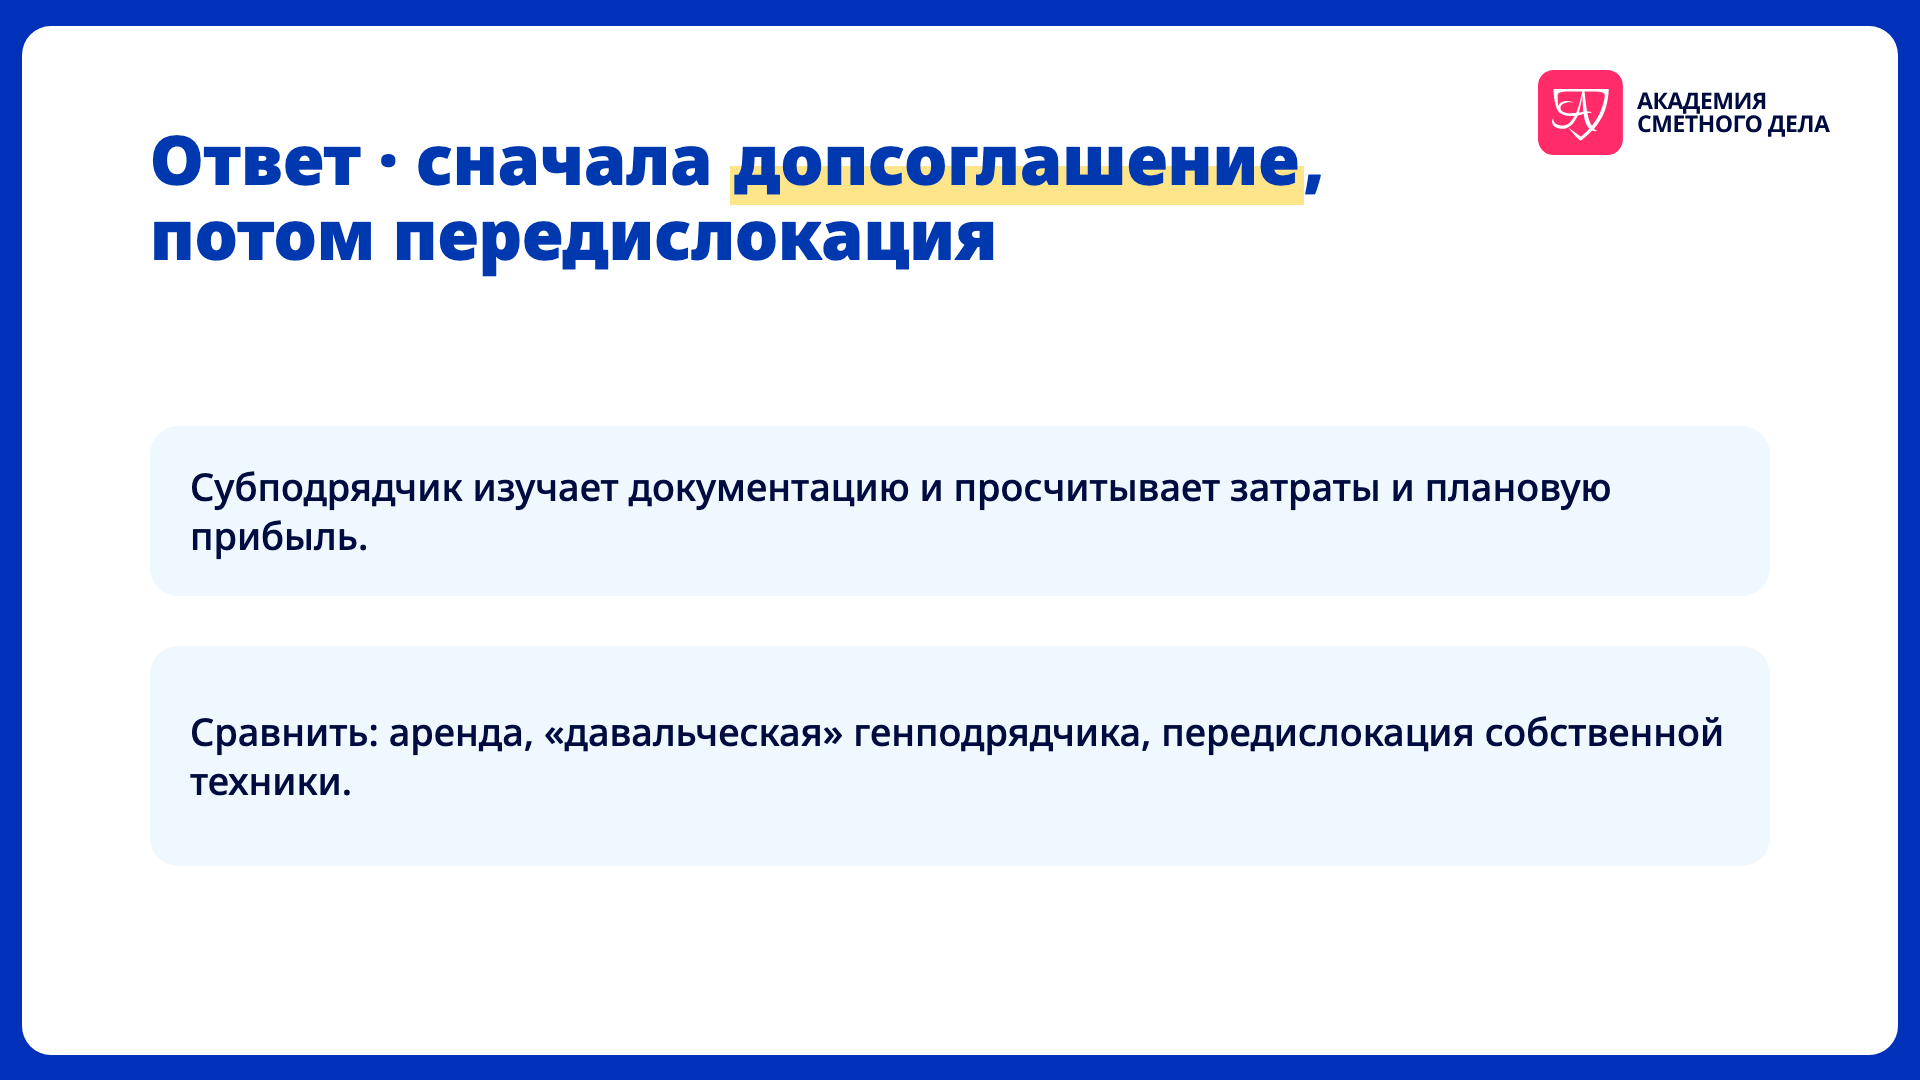 АКАДЕМИЯ
СМЕТНОГО ДЕЛА
Ответ · сначала допсоглашение,
потом передислокация
Субподрядчик изучает документацию и просчитывает затраты и плановую
прибыль.
Сравнить: аренда, «давальческая» генподрядчика, передислокация собственной
техники.